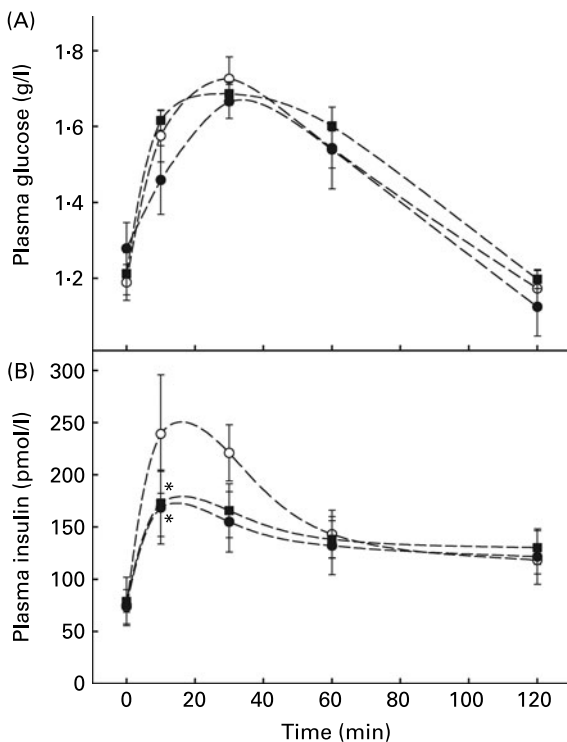 (A)
Plasma glucose (g/l)
1·8
1·6
1·4
1·2
(B)
Plasma insulin (pmol/l)
300
250
200
150
100
50
0
*
*
0 20 40 60 80 100 120
Time (min)